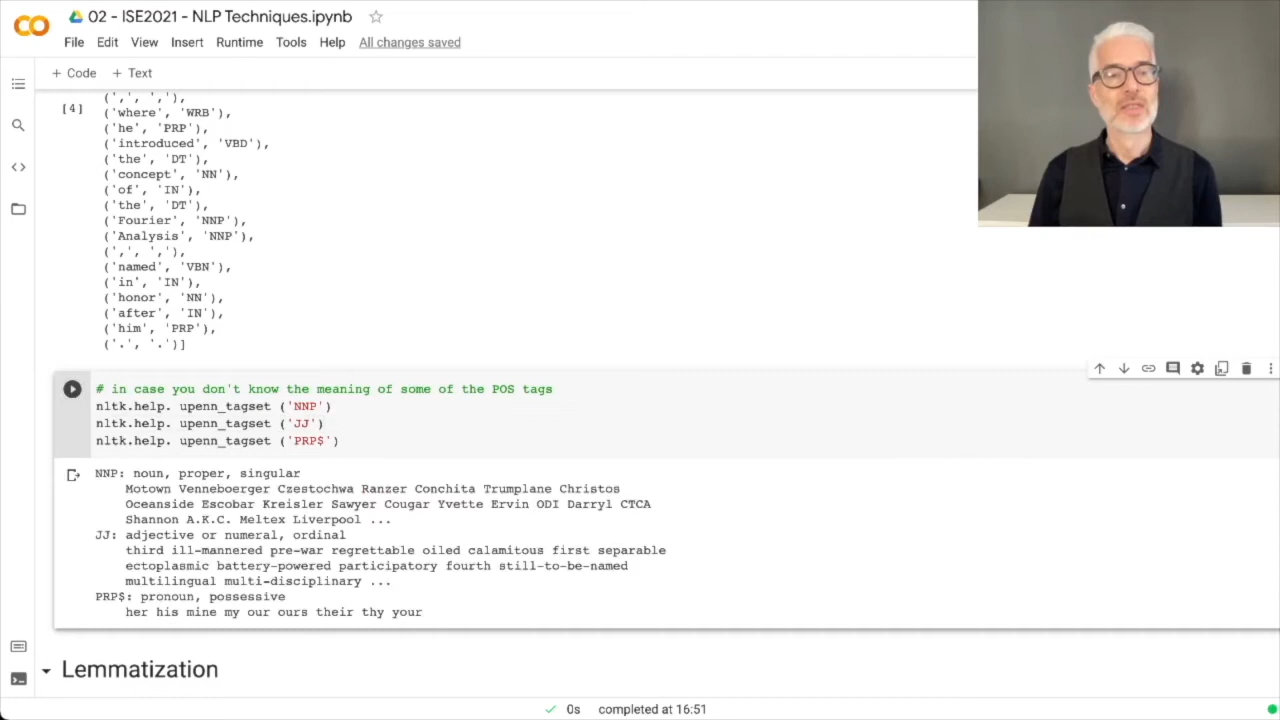 02 - ISE2021 - NLP Techniques.ipynb
File Edit View Insert Runtime Tools Help All changes saved
+ Code + Text
[4]
(',', ','),
('where', 'WRB'),
('he', 'PRP'),
('introduced', 'VBD'),
('the', 'DT'),
('concept', 'NN'),
('of', 'IN'),
('the', 'DT'),
('Fourier', 'NNP'),
('Analysis', 'NNP'),
(',', ','),
('named', 'VBN'),
('in', 'IN'),
('honor', 'NN'),
('after', 'IN'),
('him', 'PRP'),
('.', '.')]
# in case you don't know the meaning of some of the POS tags
nltk.help. upenn_tagset ('NNP')
nltk.help. upenn_tagset ('JJ')
nltk.help. upenn_tagset ('PRP$')
NNP: noun, proper, singular
Motown Venneboerger Czestochwa Ranzer Conchita Trumplane Christos
Oceanside Escobar Kreisler Sawyer Cougar Yvette Ervin ODI Darryl CTCA
Shannon A.K.C. Meltex Liverpool ...
JJ: adjective or numeral, ordinal
third ill-mannered pre-war regrettable oiled calamitous first separable
ectoplasmic battery-powered participatory fourth still-to-be-named
multilingual multi-disciplinary ...
PRP$: pronoun, possessive
her his mine my our ours their thy your
Lemmatization
0s completed at 16:51